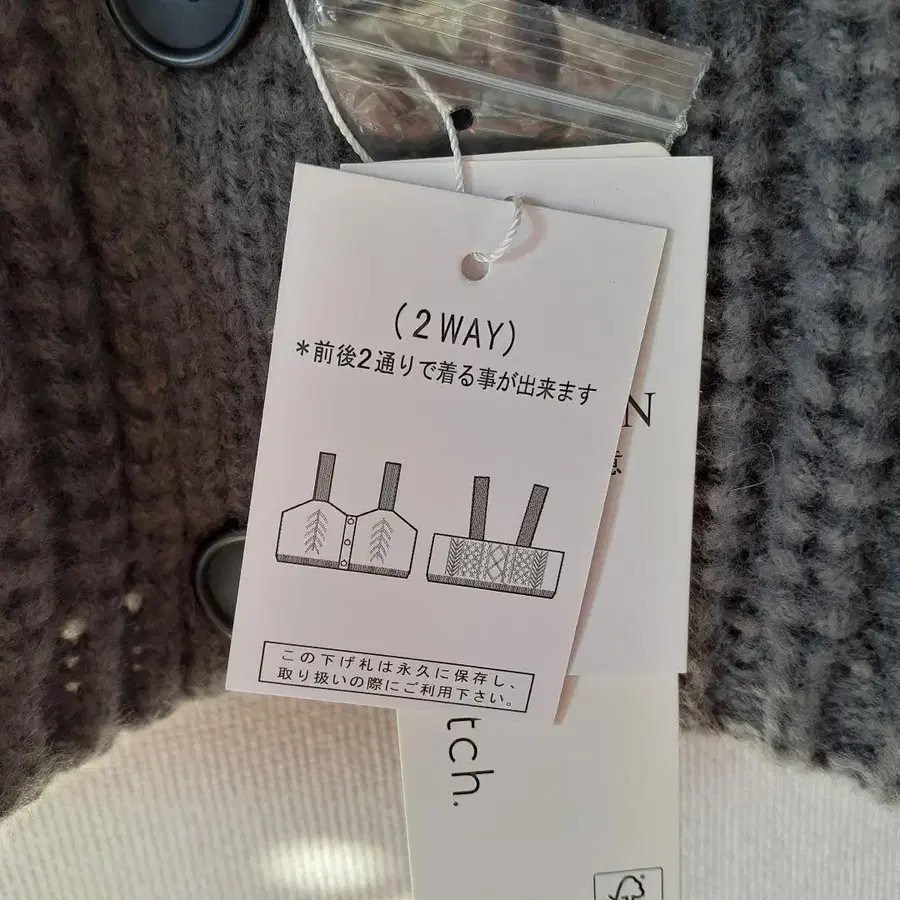 (2WAY)
*前後2通りで着る事が出来ます
この下げ札は永久に保存し、
取り扱いの際にご利用下さい。
N
意
tch.